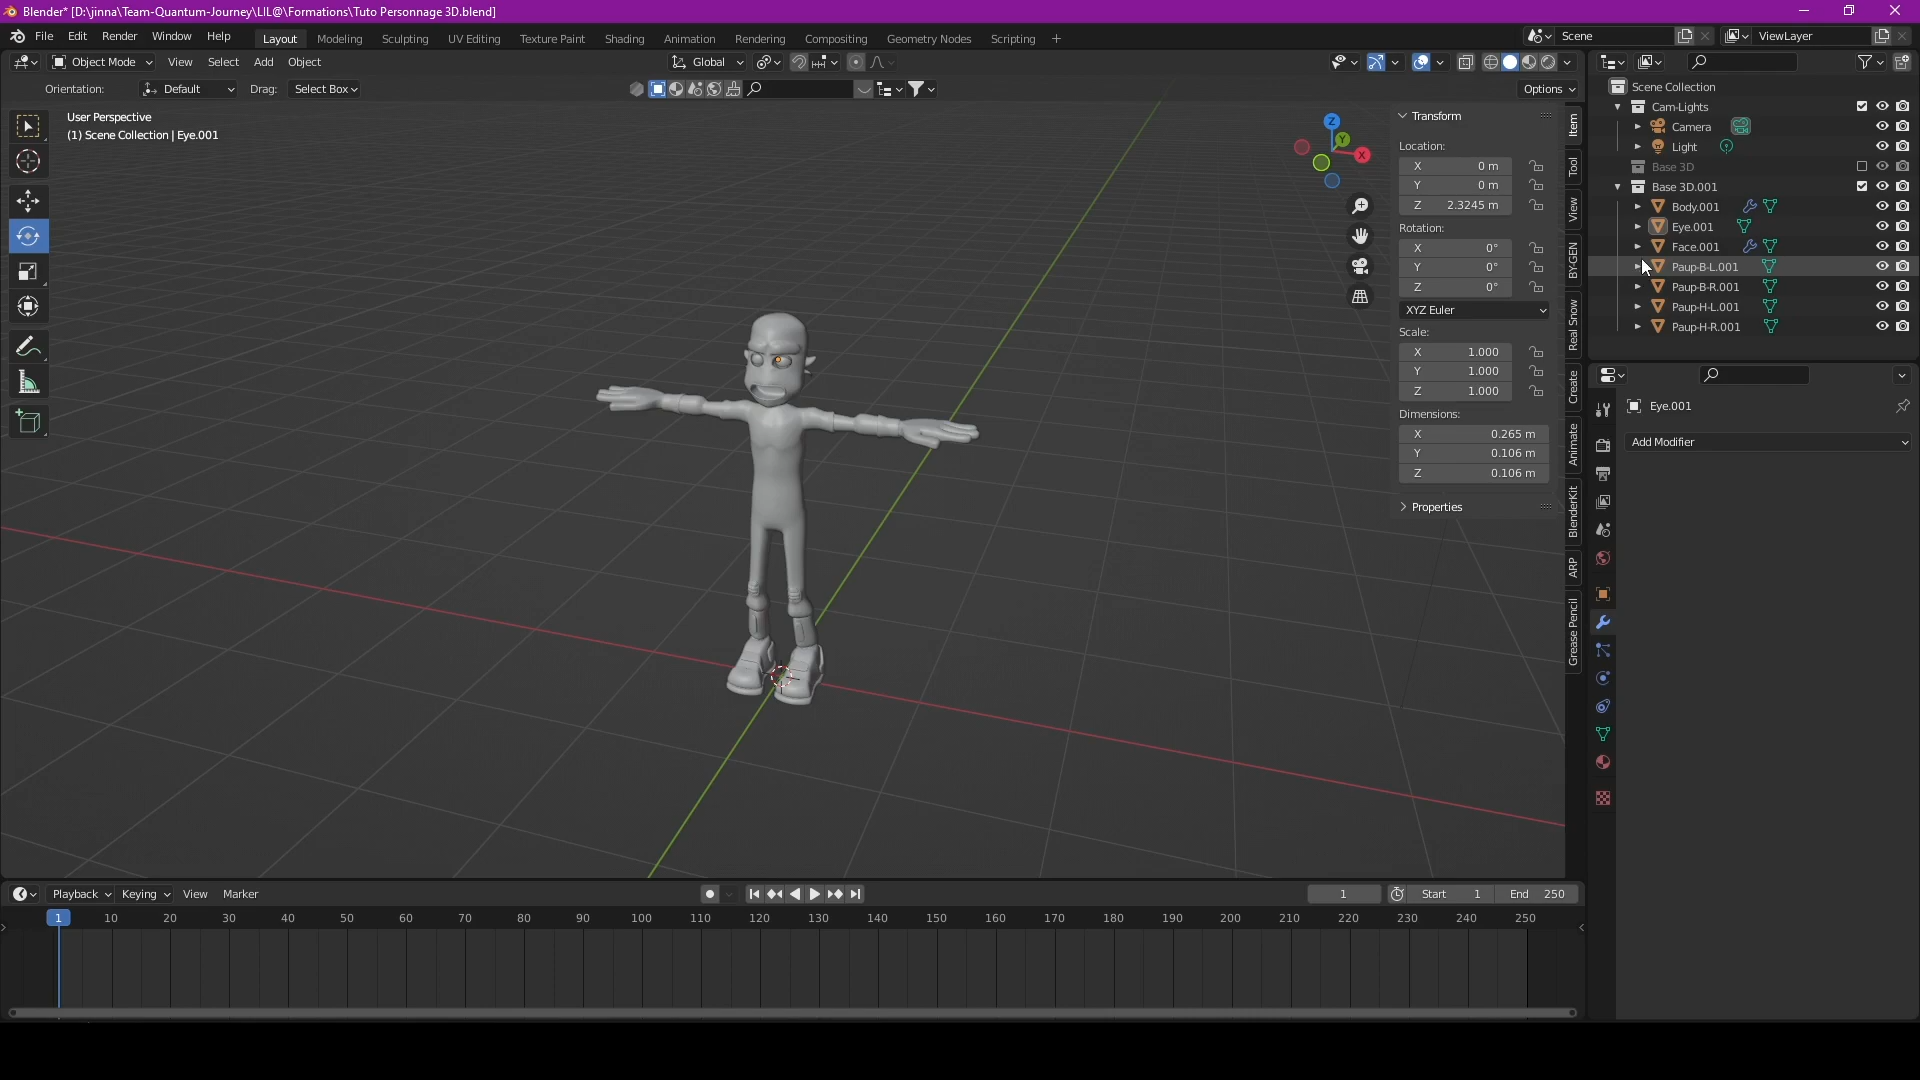 Blender* [D:\jinna\Team-Quantum-Journey\LIL@\Formations\Tuto Personnage 3D.blend]
File Edit Render Window Help Layout Modeling Sculpting UV Editing Texture Paint Shading Animation Rendering Compositing Geometry Nodes Scripting + Scene ViewLayer
Object Mode View Select Add Object Global
Orientation: Default Drag: Select Box Options
User Perspective
(1) Scene Collection | Eye.001
Z
Y
X
Transform
Location:
X 0 m
Y 0 m
Z 2.3245 m
Rotation:
X 0°
Y 0°
Z 0°
XYZ Euler
Scale:
X 1.000
Y 1.000
Z 1.000
Dimensions:
X 0.265 m
Y 0.106 m
Z 0.106 m
Properties
Item
Tool
View
BY-GEN
Real Snow
Create
Animate
BlenderKit
ARP
Grease Pencil
Scene Collection
Cam-Lights
Camera
Light
Base 3D
Base 3D.001
Body.001
Eye.001
Face.001
Paup-B-L.001
Paup-B-R.001
Paup-H-L.001
Paup-H-R.001
Eye.001
Add Modifier
Playback Keying View Marker 1 Start 1 End 250
1 10 20 30 40 50 60 70 80 90 100 110 120 130 140 150 160 170 180 190 200 210 220 230 240 250